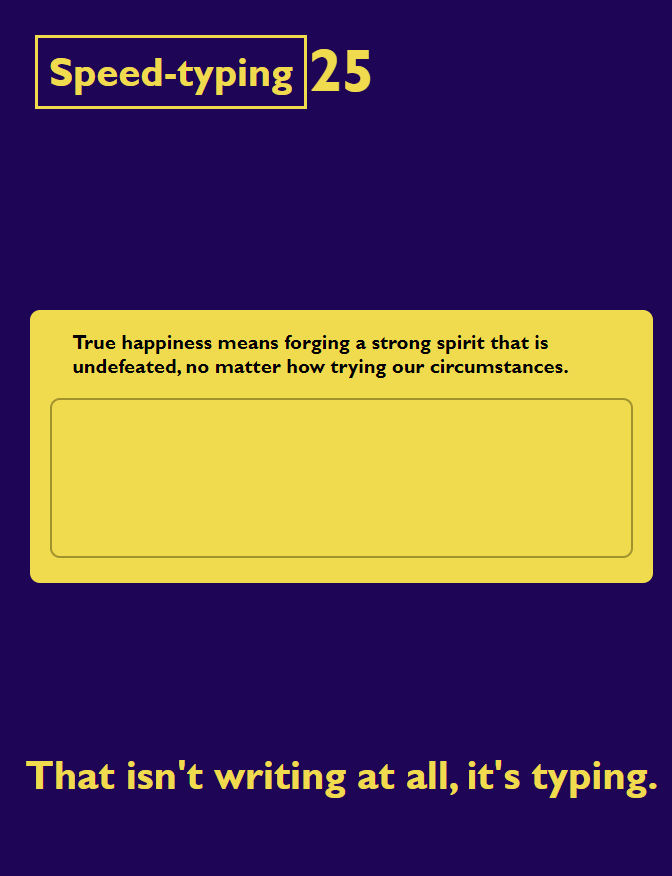 Speed-typing 25
True happiness means forging a strong spirit that is
undefeated, no matter how trying our circumstances.
That isn't writing at all, it's typing.